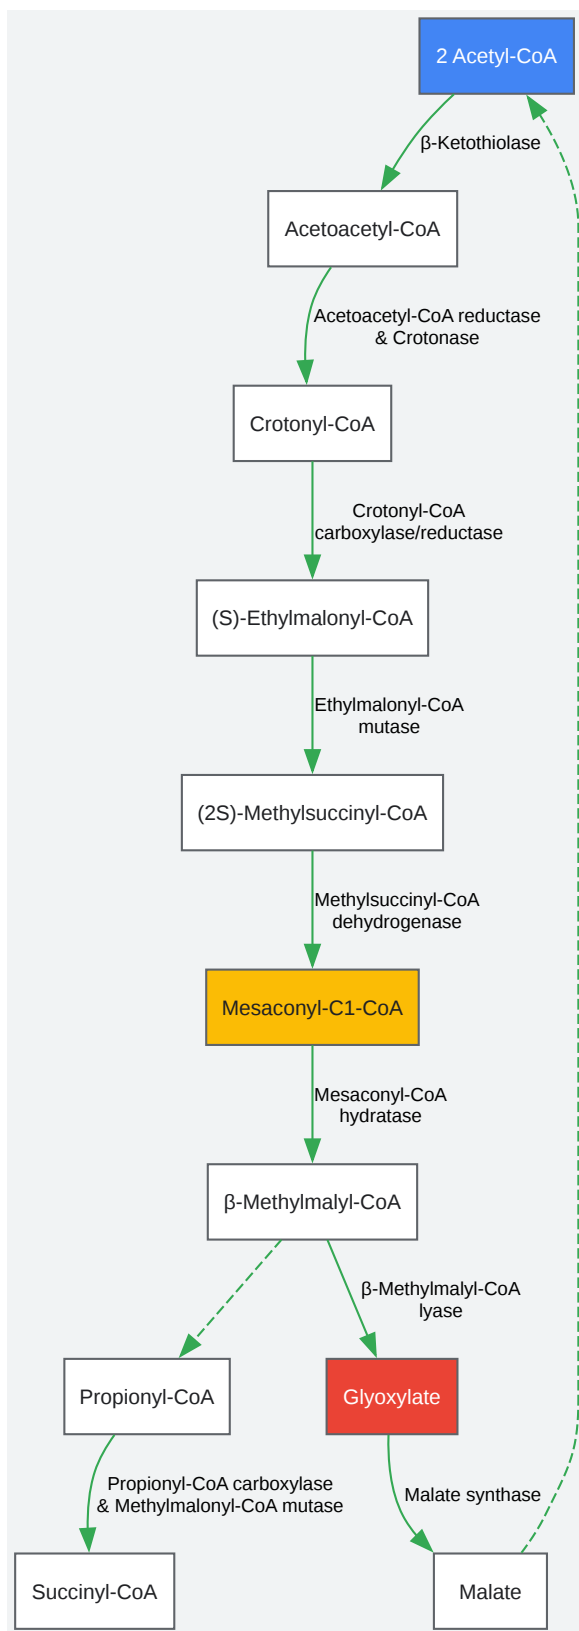 2 Acetyl-CoA
β-Ketothiolase
Acetoacetyl-CoA
Acetoacetyl-CoA reductase
& Crotonase
Crotonyl-CoA
Crotonyl-CoA
carboxylase/reductase
(S)-Ethylmalonyl-CoA
Ethylmalonyl-CoA
mutase
(2S)-Methylsuccinyl-CoA
Methylsuccinyl-CoA
dehydrogenase
Mesaconyl-C1-CoA
Mesaconyl-CoA
hydratase
β-Methylmalyl-CoA
β-Methylmalyl-CoA
lyase
Propionyl-CoA
Glyoxylate
Propionyl-CoA carboxylase
& Methylmalonyl-CoA mutase
Malate synthase
Succinyl-CoA
Malate